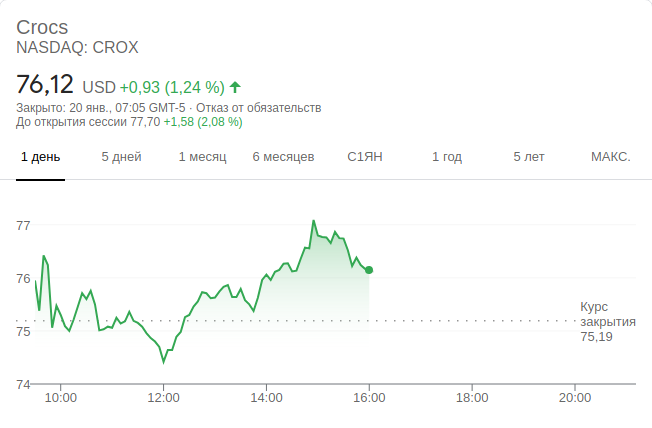 Crocs
NASDAQ: CROX
76,12 USD +0,93 (1,24 %)
Закрыто: 20 янв., 07:05 GMT-5 · Отказ от обязательств
До открытия сессии 77,70 +1,58 (2,08 %)
1 день 5 дней 1 месяц 6 месяцев С1ЯН 1 год 5 лет МАКС.
77
76
75
74
Курс
закрытия
75,19
10:00 12:00 14:00 16:00 18:00 20:00